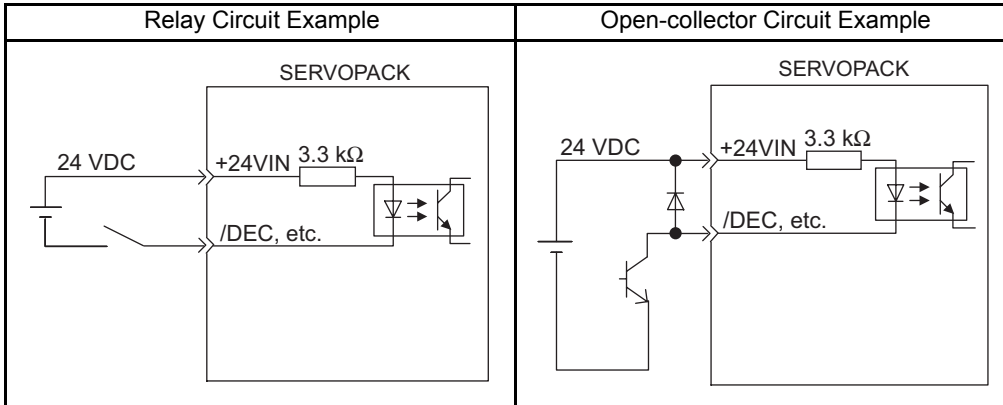 Relay Circuit Example
SERVOPACK
24 VDC
+24VIN
3.3 kΩ
/DEC, etc.
Open-collector Circuit Example
SERVOPACK
24 VDC
+24VIN
3.3 kΩ
/DEC, etc.